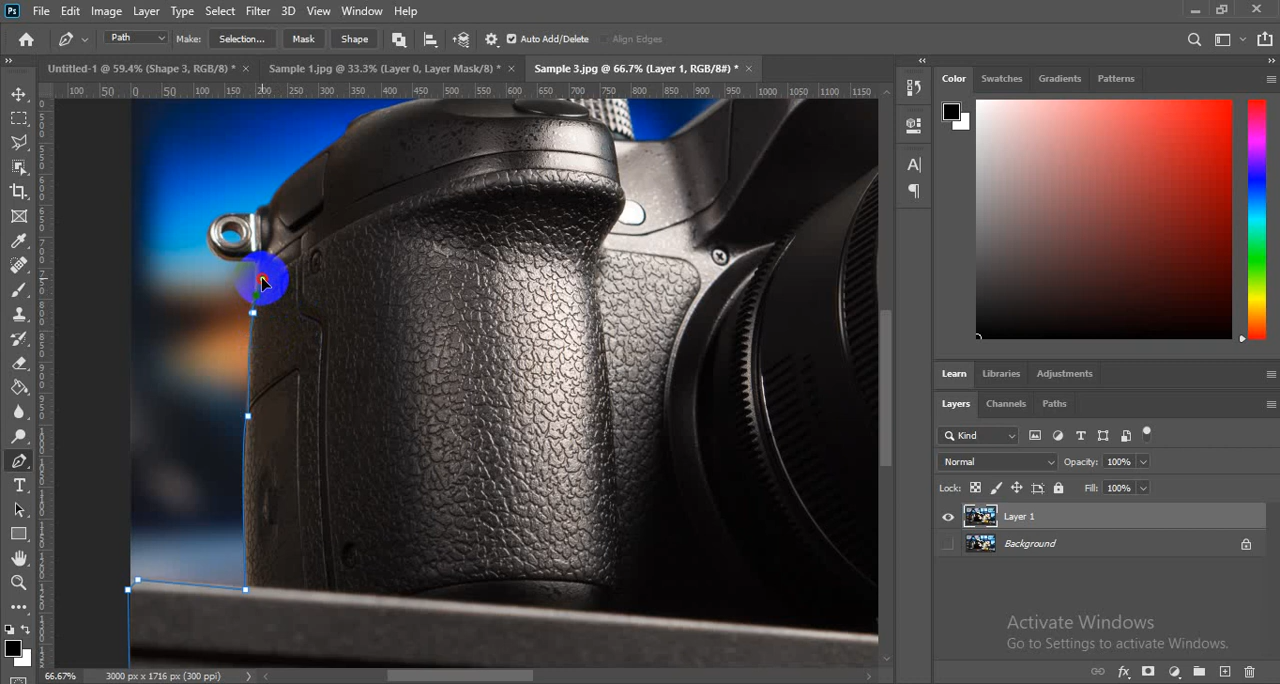 Ps File Edit Image Layer Type Select Filter 3D View Window Help
Path Make: Selection... Mask Shape Auto Add/Delete Align Edges
Untitled-1 @ 59.4% (Shape 3, RGB/8) * × Sample 1.jpg @ 33.3% (Layer 0, Layer Mask/8) * × Sample 3.jpg @ 66.7% (Layer 1, RGB/8#) * ×
100 50 0 50 100 150 200 250 300 350 400 450 500 550 600 650 700 750 800 850 900 950 1000 1050 1100 1150
Color Swatches Gradients Patterns
Learn Libraries Adjustments
Layers Channels Paths
Kind
Normal Opacity: 100%
Lock: Fill: 100%
Layer 1
Background
Activate Windows
Go to Settings to activate Windows.
66.67% 3000 px x 1716 px (300 ppi)